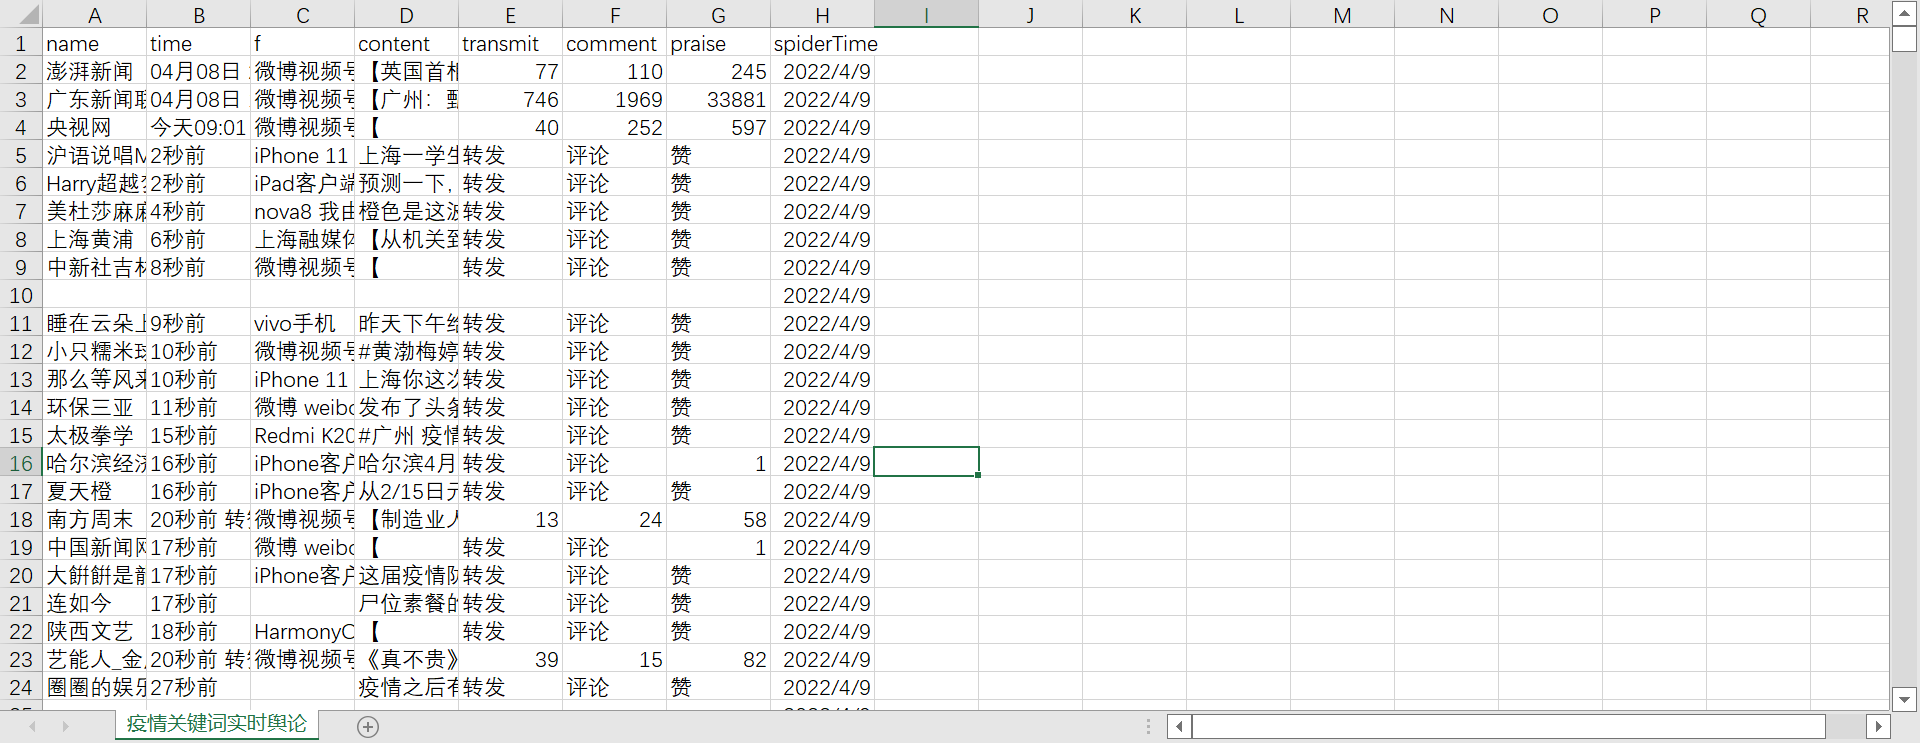 A B C D E F G H I J K L M N O P Q R
1 name time f content transmit comment praise spiderTime
2 澎湃新闻 04月08日 微博视频号 【英国首相 77 110 245 2022/4/9
3 广东新闻联 04月08日 微博视频号 【广州： 746 1969 33881 2022/4/9
4 央视网 今天09:01 微博视频号 【 40 252 597 2022/4/9
5 沪语说唱M 2秒前 iPhone 11 上海一学生 转发 评论 赞 2022/4/9
6 Harry超越 2秒前 iPad客户端 预测一下， 转发 评论 赞 2022/4/9
7 美杜莎麻麻 4秒前 nova8 我由 橙色是这波 转发 评论 赞 2022/4/9
8 上海黄浦 6秒前 上海融媒体 【从机关到 转发 评论 赞 2022/4/9
9 中新社吉林 8秒前 微博视频号 【 转发 评论 赞 2022/4/9
10 2022/4/9
11 睡在云朵上 9秒前 vivo手机 昨天下午给 转发 评论 赞 2022/4/9
12 小只糯米球 10秒前 微博视频号 #黄渤梅婷 转发 评论 赞 2022/4/9
13 那么等风来 10秒前 iPhone 11 上海你这次 转发 评论 赞 2022/4/9
14 环保三亚 11秒前 微博 weibo 发布了头条 转发 评论 赞 2022/4/9
15 太极拳学 15秒前 Redmi K20 #广州 疫情 转发 评论 赞 2022/4/9
16 哈尔滨经济 16秒前 iPhone客户 哈尔滨4月 转发 评论 1 2022/4/9
17 夏天橙 16秒前 iPhone客户 从2/15日元 转发 评论 赞 2022/4/9
18 南方周末 20秒前 转 微博视频号 【制造业人 13 24 58 2022/4/9
19 中国新闻网 17秒前 微博 weibo 【 转发 评论 1 2022/4/9
20 大餠餠是 17秒前 iPhone客户 这届疫情防 转发 评论 赞 2022/4/9
21 连如今 17秒前 尸位素餐的 转发 评论 赞 2022/4/9
22 陕西文艺 18秒前 HarmonyO 【 转发 评论 赞 2022/4/9
23 艺能人_金 20秒前 转 微博视频号 《真不贵》 39 15 82 2022/4/9
24 圈圈的娱乐 27秒前 疫情之后有 转发 评论 赞 2022/4/9
疫情关键词实时舆论